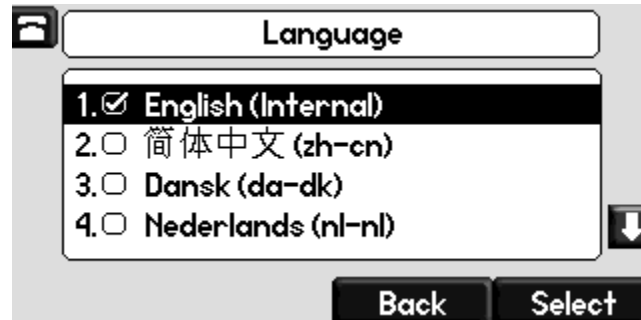 Language
1. English (Internal)
2. 简体中文 (zh-cn)
3. Dansk (da-dk)
4. Nederlands (nl-nl)
Back Select